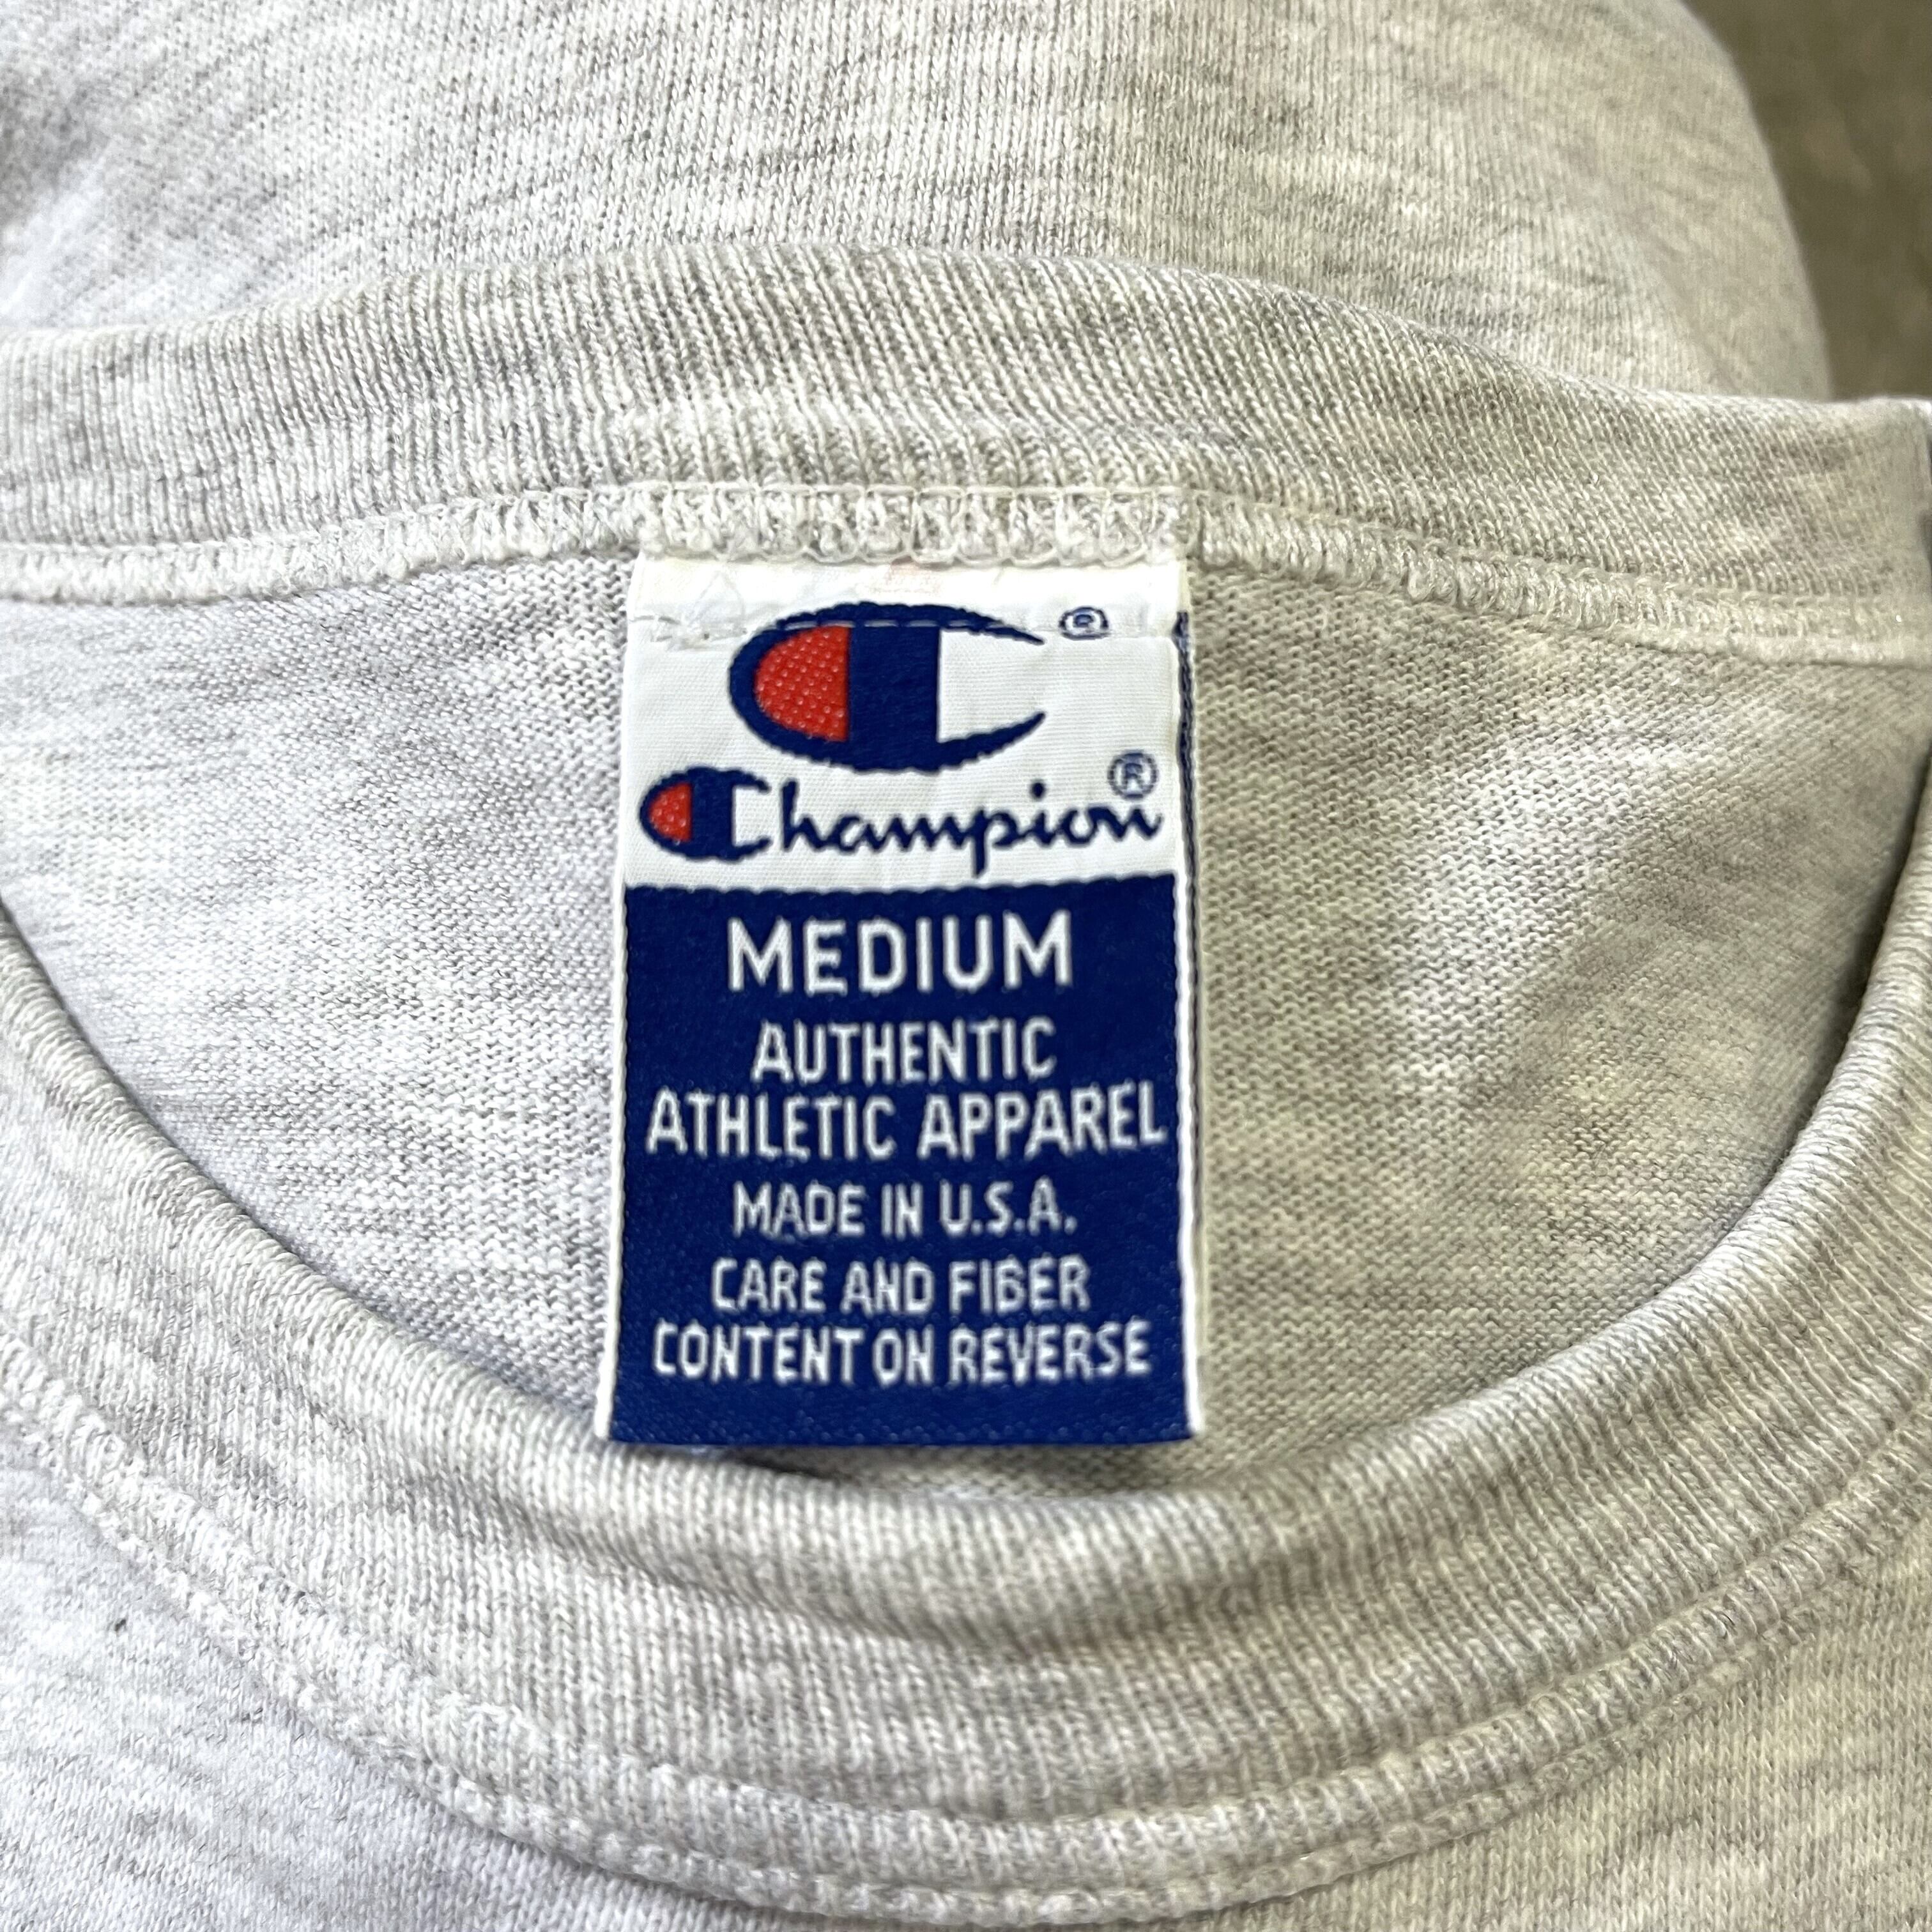 ®
Champion®
MEDIUM
AUTHENTIC
ATHLETIC APPAREL
MADE IN U.S.A.
CARE AND FIBER
CONTENT ON REVERSE